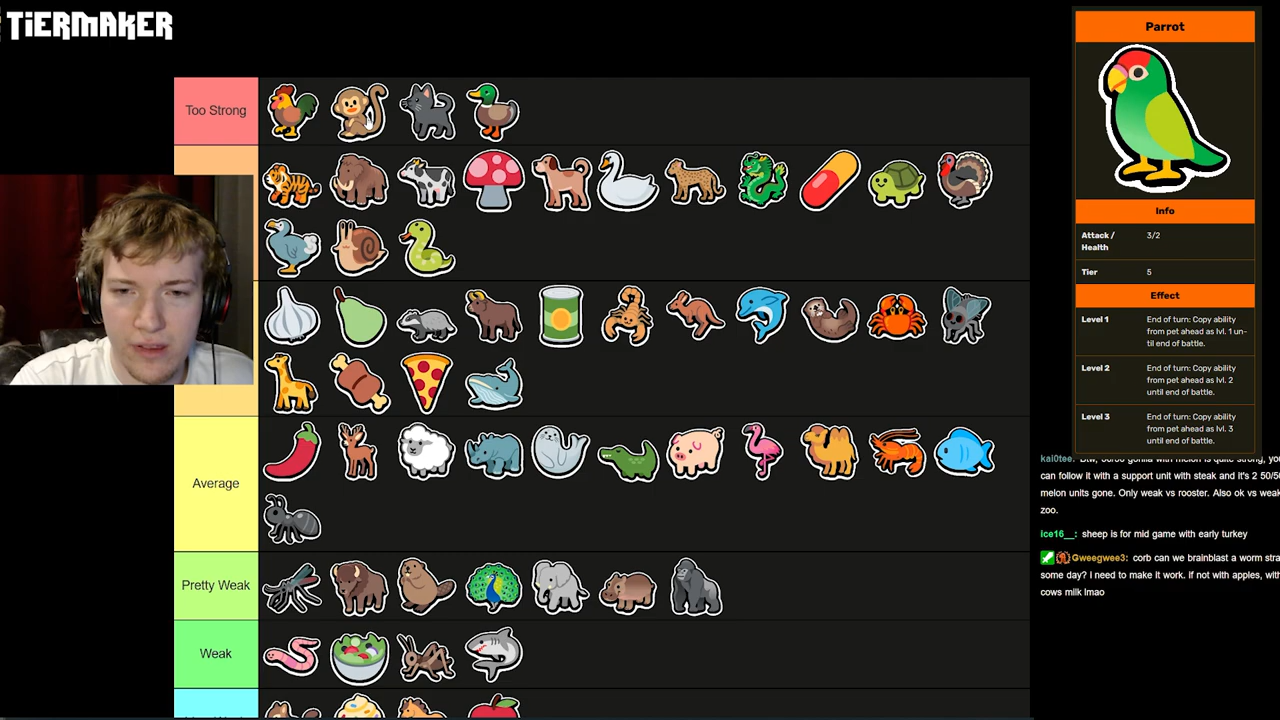 TiERMAKER
Too Strong
Average
Pretty Weak
Weak
Parrot
Info
Attack /
Health
3/2
Tier
5
Effect
Level 1
End of turn: Copy ability
from pet ahead as lvl. 1 un-
til end of battle.
Level 2
End of turn: Copy ability
from pet ahead as lvl. 2
until end of battle.
Level 3
End of turn: Copy ability
from pet ahead as lvl. 3
until end of battle.
can follow it with a support unit with steak and it's 2 50/50
melon units gone. Only weak vs rooster. Also ok vs weak
zoo.
ice16__: sheep is for mid game with early turkey
Gweegwee3: corb can we brainblast a worm stra
some day? I need to make it work. if not with apples, with
cows milk lmao